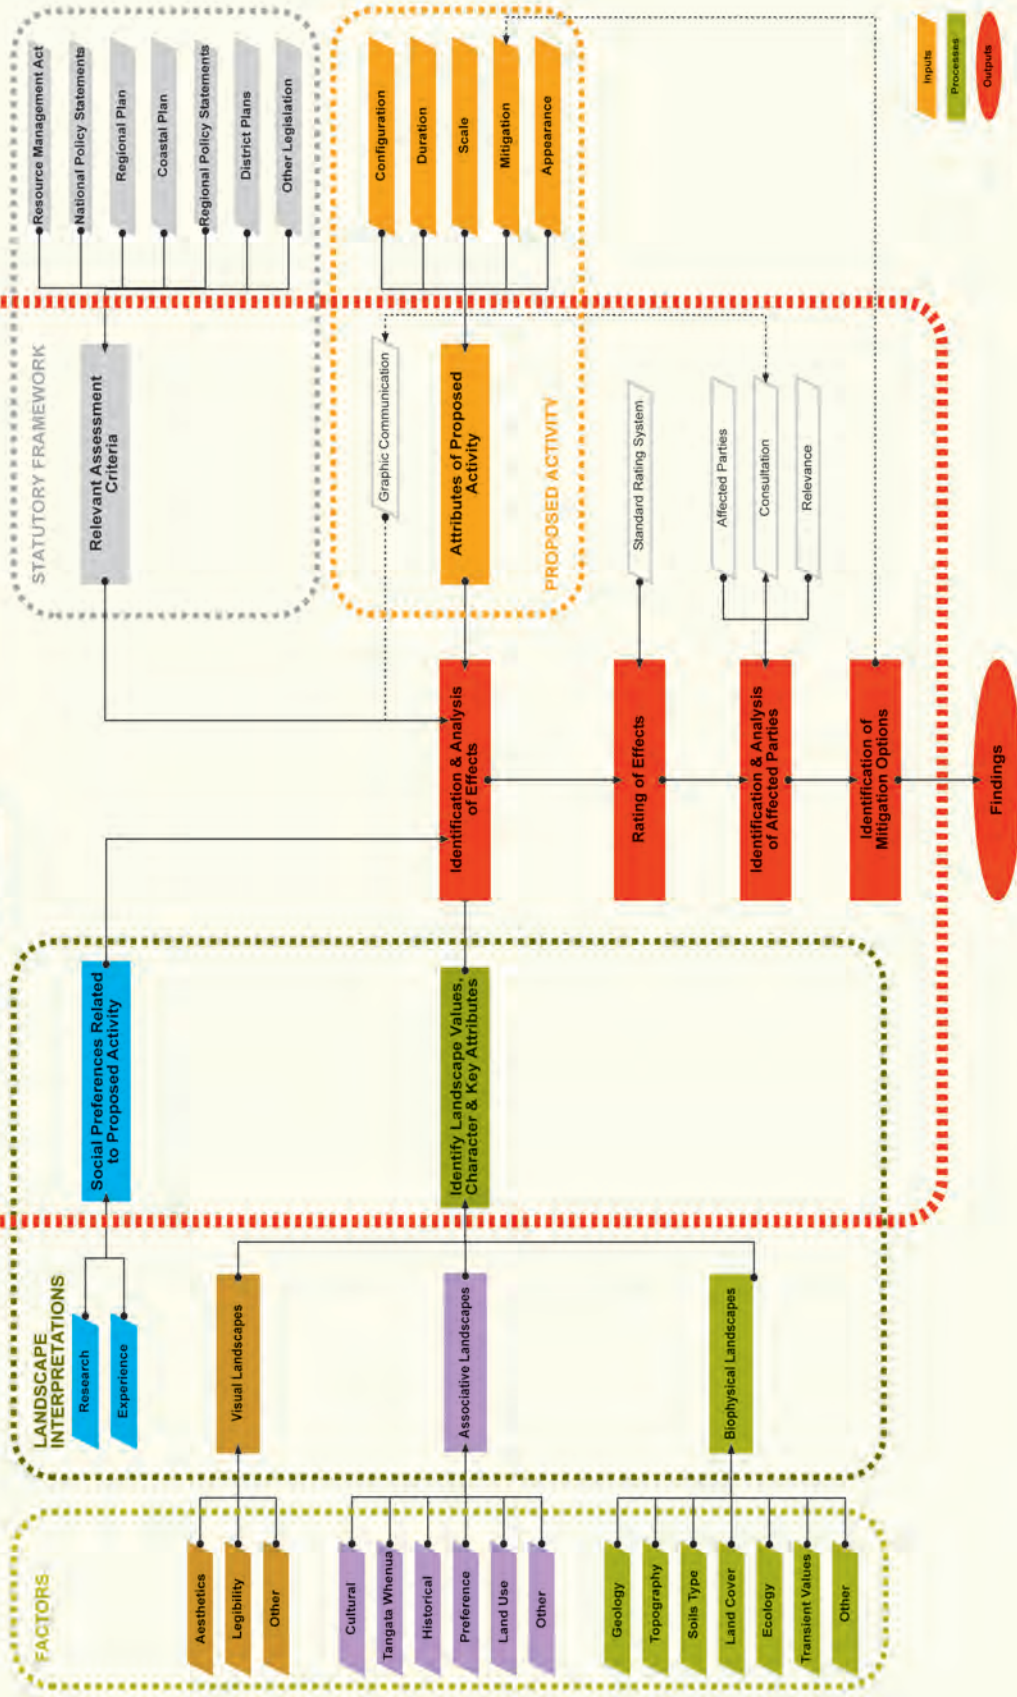 FACTORS
Aesthetics
Legibility
Other
Cultural
Tangata Whenua
Historical
Preference
Land Use
Other
Geology
Topography
Soils Type
Land Cover
Ecology
Transient Values
Other
LANDSCAPE
INTERPRETATIONS
Research
Experience
Visual Landscapes
Associative Landscapes
Biophysical Landscapes
Social Preferences Related
to Proposed Activity
Identify Landscape Values,
Character & Key Attributes
Identification & Analysis
of Effects
Rating of Effects
Identification & Analysis
of Affected Parties
Identification of
Mitigation Options
Findings
STATUTORY FRAMEWORK
Relevant Assessment
Criteria
Resource Management Act
National Policy Statements
Regional Plan
Coastal Plan
Regional Policy Statements
District Plans
Other Legislation
Graphic Communication
Attributes of Proposed
Activity
PROPOSED ACTIVITY
Configuration
Duration
Scale
Mitigation
Appearance
Standard Rating System
Affected Parties
Consultation
Relevance
Inputs
Processes
Outputs